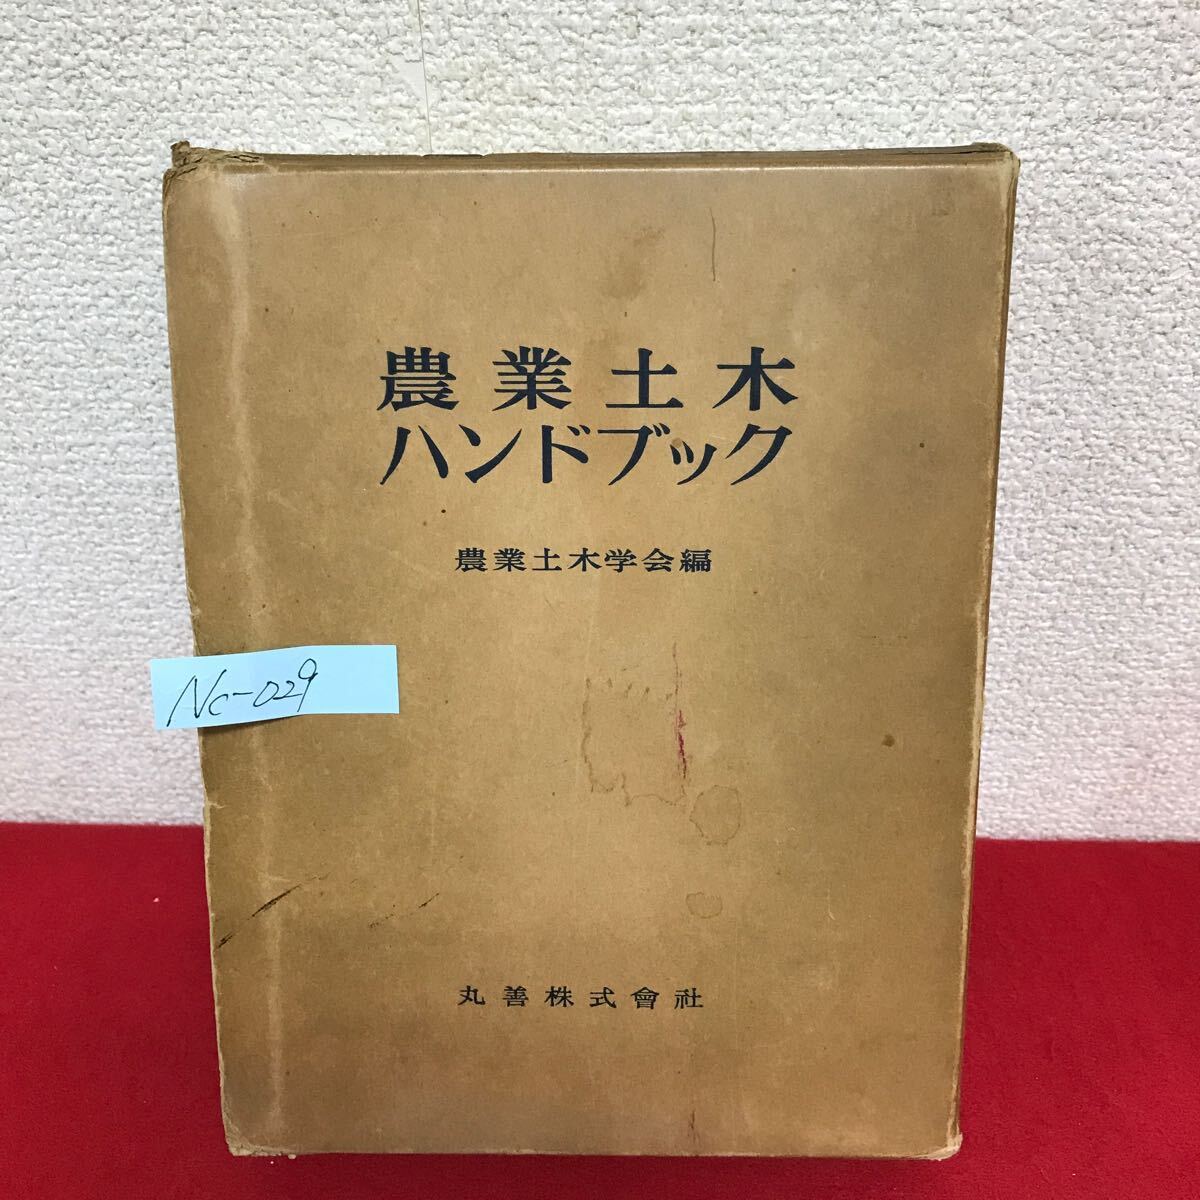 農業土木
ハンドブック
農業土木学会編
Nc-029
丸善株式會社